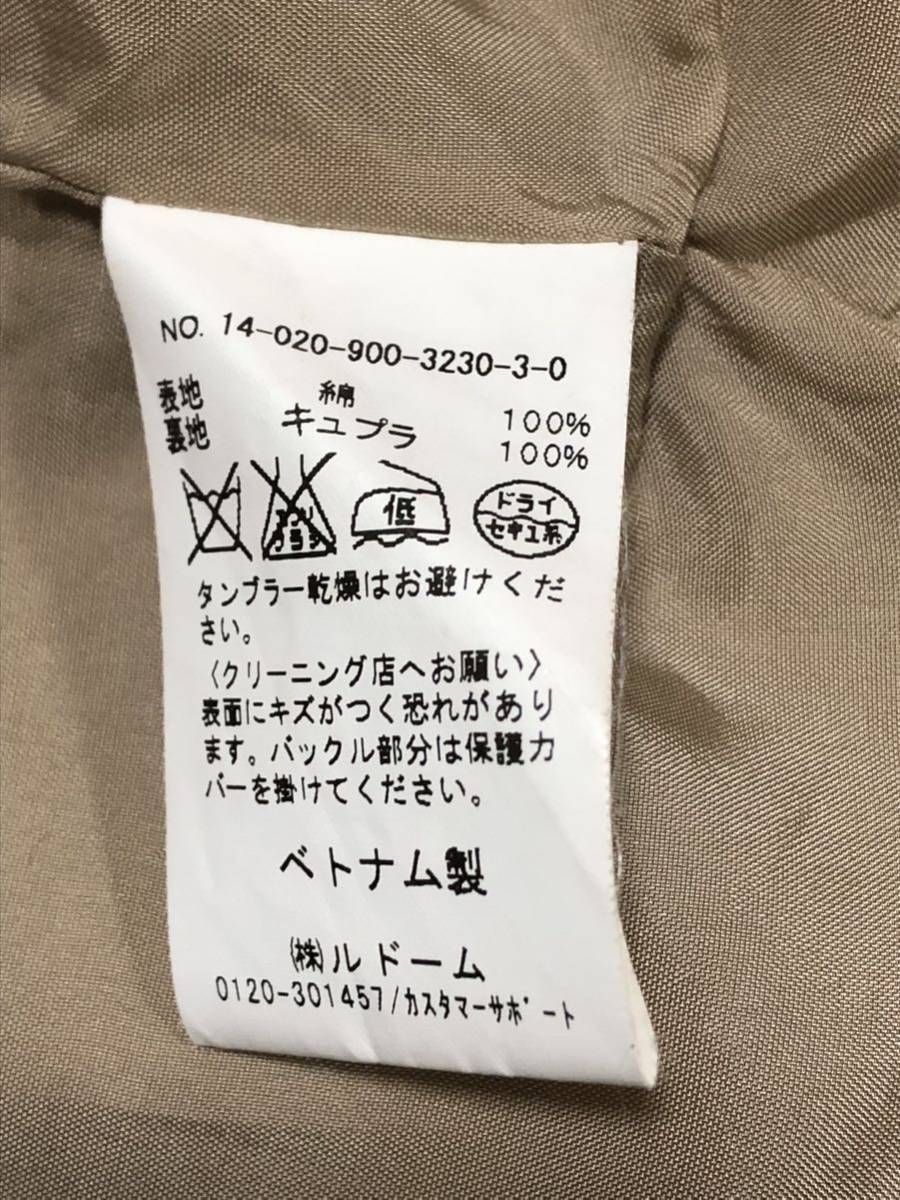 NO. 14-020-900-3230-3-0
表地 綿 100%
裏地 キュプラ 100%
低
ドライ
セキユ系
タンブラー乾燥はお避けくだ
さい。
〈クリーニング店へお願い〉
表面にキズがつく恐れがあり
ます。バックル部分は保護カ
バーを掛けてください。
ベトナム製
㈱ルドーム
0120-301457/カスタマーサポート